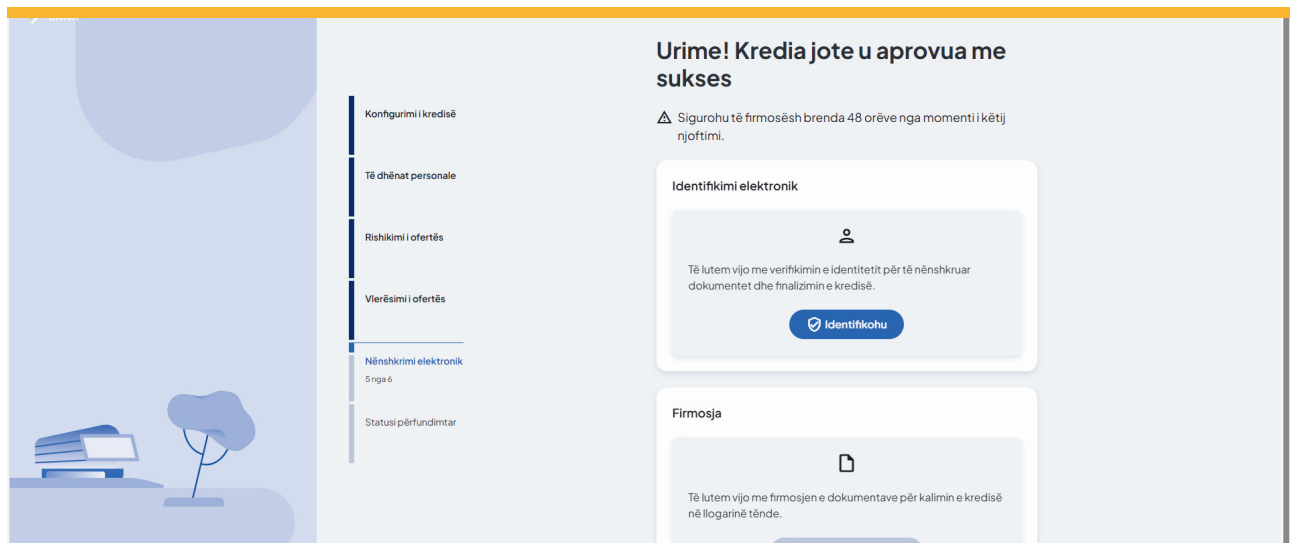 Urime! Kredia jote u aprovua me
sukses
Sigurohu të firmosësh brenda 48 orëve nga momenti i këtij
njoftimi.
Konfigurimi i kredisë
Të dhënat personale
Rishikimi i ofertës
Vlerësimi i ofertës
Nënshkrimi elektronik
5 nga 6
Statusi përfundimtar
Identifikimi elektronik
Të lutem vijo me verifikimin e identitetit për të nënshkruar
dokumentet dhe finalizimin e kredisë.
Identifikohu
Firmosja
Të lutem vijo me firmosjen e dokumentave për kalimin e kredisë
në llogarinë tënde.